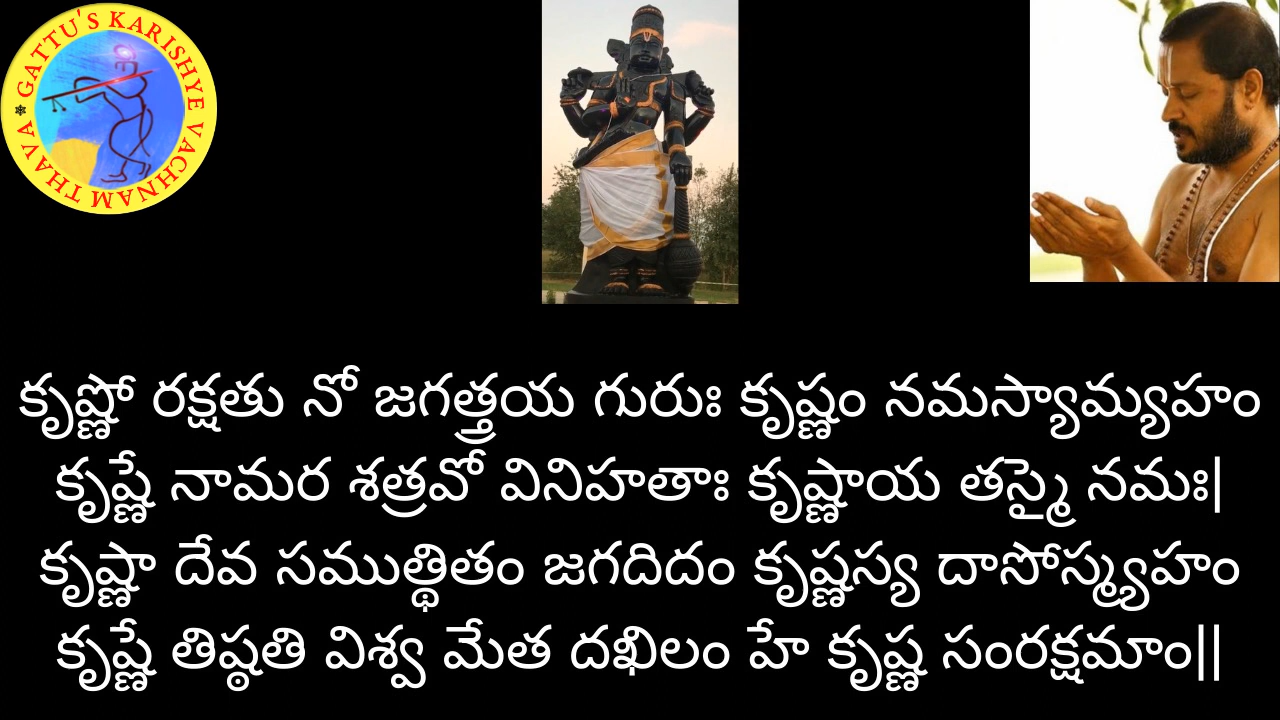 GATTU'S KARISHYE VACHNAM THAVA
కృష్ణో రక్షతు నో జగత్త్రయ గురుః కృష్ణం నమస్యామ్యహం
కృష్ణే నామర శత్రవో వినిహతాః కృష్ణాయ తస్మై నమః|
కృష్ణా దేవ సముత్థితం జగదిదం కృష్ణస్య దాసోస్మ్యహం
కృష్ణే తిష్ఠతి విశ్వ మేత దఖిలం హే కృష్ణ సంరక్షమాం||